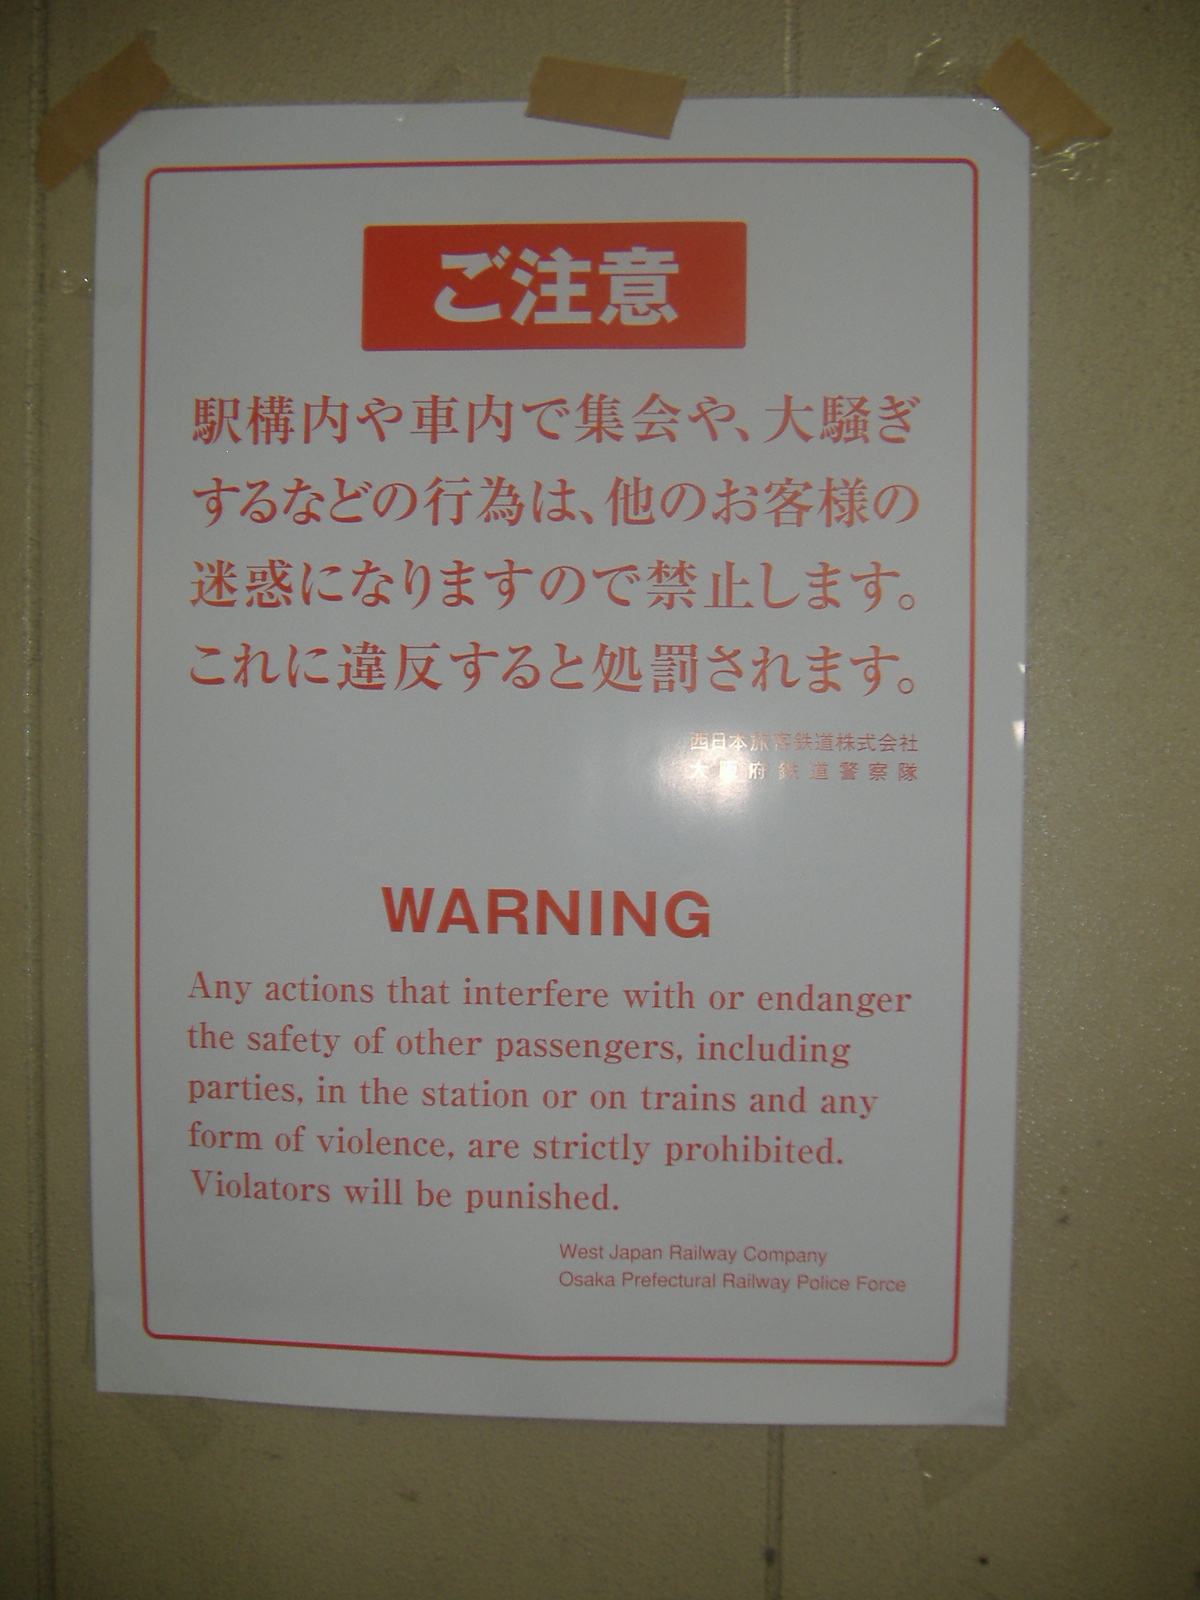 ご注意
駅構内や車内で集会や、大騒ぎ
するなどの行為は、他のお客様の
迷惑になりますので禁止します。
これに違反すると処罰されます。
西日本旅客鉄道株式会社
大阪府鉄道警察隊
WARNING
Any actions that interfere with or endanger
the safety of other passengers, including
parties, in the station or on trains and any
form of violence, are strictly prohibited.
Violators will be punished.
West Japan Railway Company
Osaka Prefectural Railway Police Force